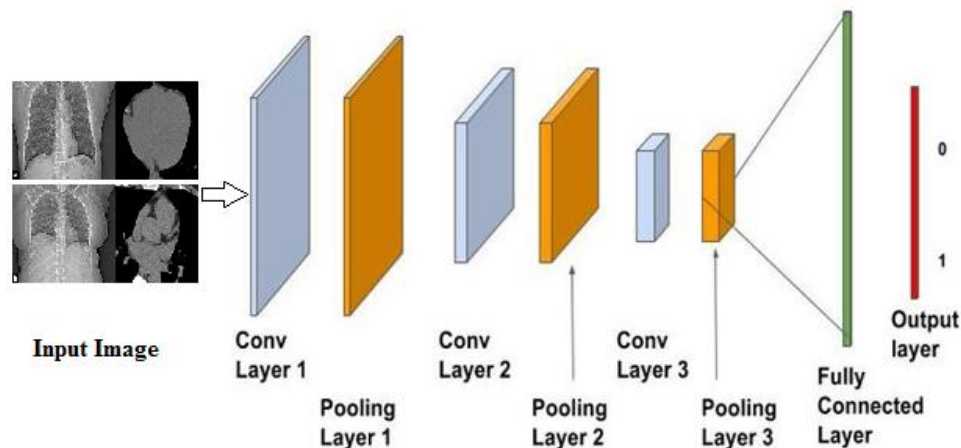 Input Image
Conv
Layer 1
Pooling
Layer 1
Conv
Layer 2
Pooling
Layer 2
Conv
Layer 3
Pooling
Layer 3
Fully
Connected
Layer
0
1
Output
layer